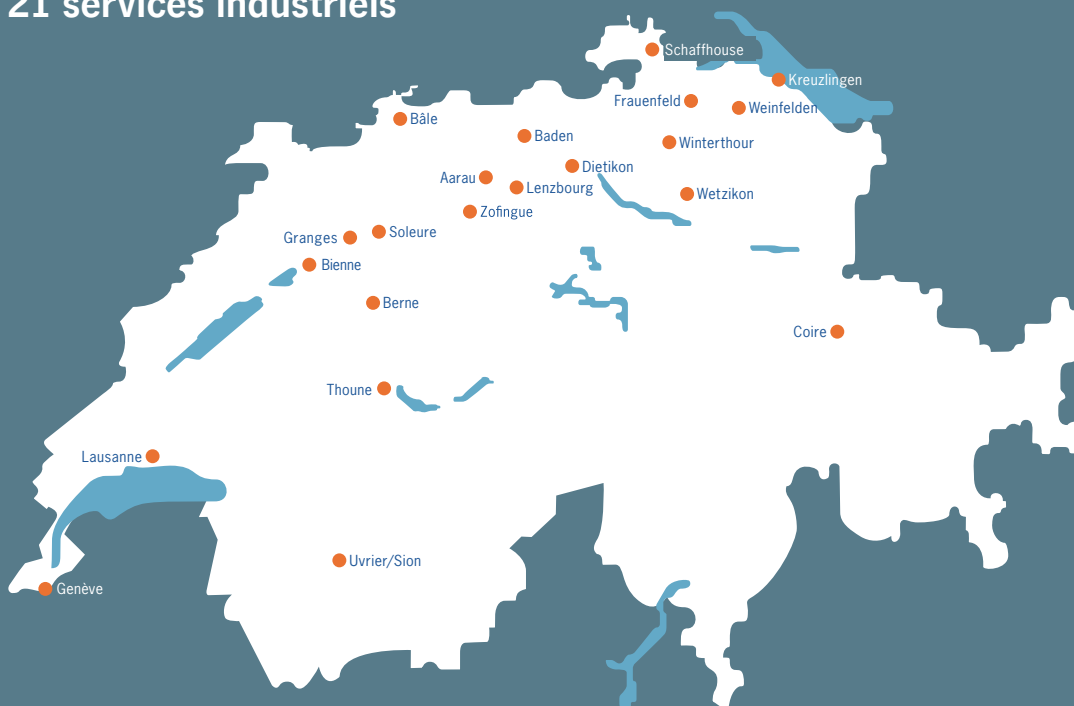 21 services industriels
Schaffhouse
Kreuzlingen
Frauenfeld
Weinfelden
Bâle
Baden
Winterthour
Dietikon
Aarau
Lenzbourg
Wetzikon
Zofingue
Soleure
Granges
Bienne
Berne
Coire
Thoune
Lausanne
Uvrier/Sion
Genève